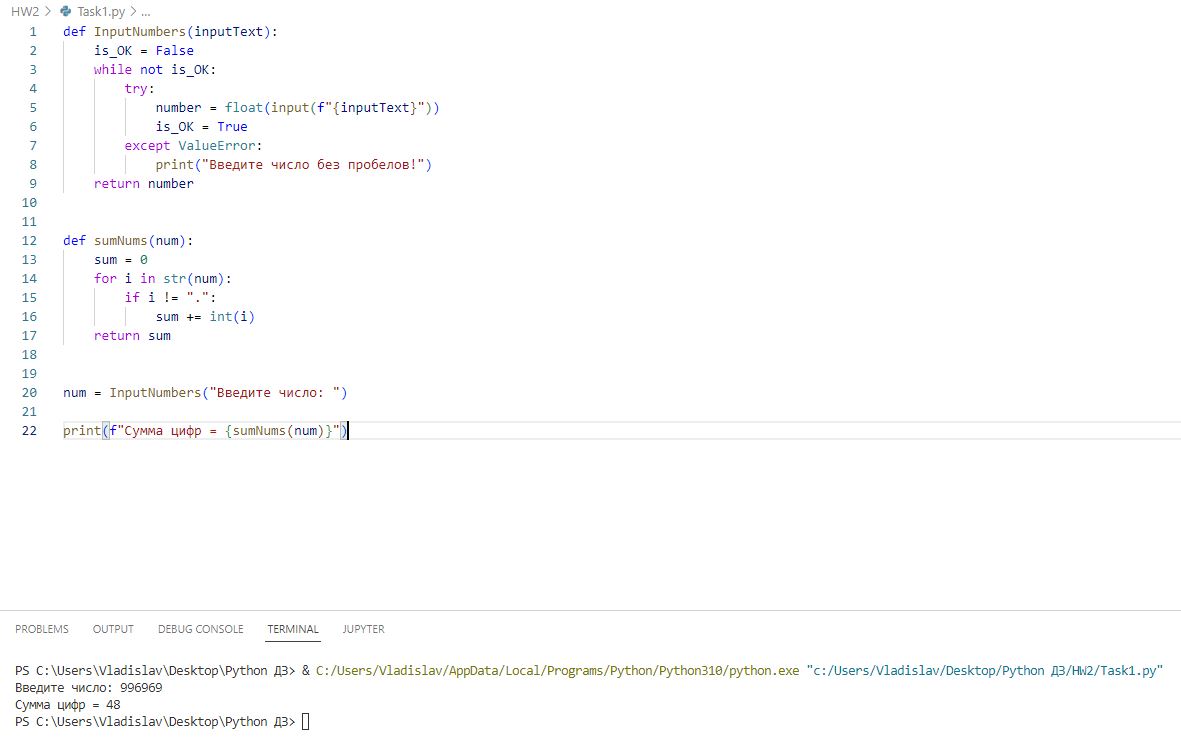 HW2 > Task1.py > ...
1 def InputNumbers(inputText):
2     is_OK = False
3     while not is_OK:
4         try:
5             number = float(input(f"{inputText}"))
6             is_OK = True
7         except ValueError:
8             print("Введите число без пробелов!")
9     return number
10
11
12 def sumNums(num):
13     sum = 0
14     for i in str(num):
15         if i != ".":
16             sum += int(i)
17     return sum
18
19
20 num = InputNumbers("Введите число: ")
21
22 print(f"Сумма цифр = {sumNums(num)}")
PROBLEMS OUTPUT DEBUG CONSOLE TERMINAL JUPYTER
PS C:\Users\Vladislav\Desktop\Python ДЗ> & C:/Users/Vladislav/AppData/Local/Programs/Python/Python310/python.exe "c:/Users/Vladislav/Desktop/Python ДЗ/HW2/Task1.py"
Введите число: 996969
Сумма цифр = 48
PS C:\Users\Vladislav\Desktop\Python ДЗ>